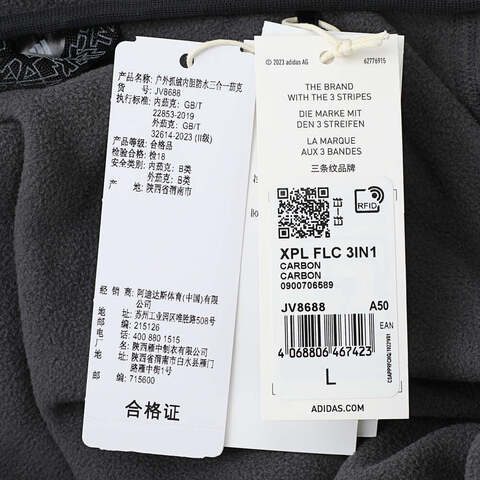 产品名称: 户外抓绒内胆防水三合一茄克
货 号: JV8688
执行标准: 内茄克: GB/T
22853-2019
外茄克: GB/T
32614-2023 (II级)
产品等级: 合格品
检验合格: 检18
安全类别: 内茄克: B类
外茄克: B类
产 地: 陕西省渭南市
经 销 商: 阿迪达斯体育(中国)有限公司
地 址: 苏州工业园区唯胜路508号
邮 编: 215126
电 话: 400 880 1515
厂 名: 陕西雁中制衣有限公司
地 址: 陕西省渭南市白水县雁门路雁中街1号
邮 编: 715600
合格证
© 2023 adidas AG
62776915
THE BRAND
WITH THE 3 STRIPES
DIE MARKE MIT
DEN 3 STREIFEN
LA MARQUE
AUX 3 BANDES
三条纹品牌
RFID
XPL FLC 3IN1
CARBON
CARBON
0900706689
JV8688 A50
EAN
4 068806 467423
L
ADIDAS.COM